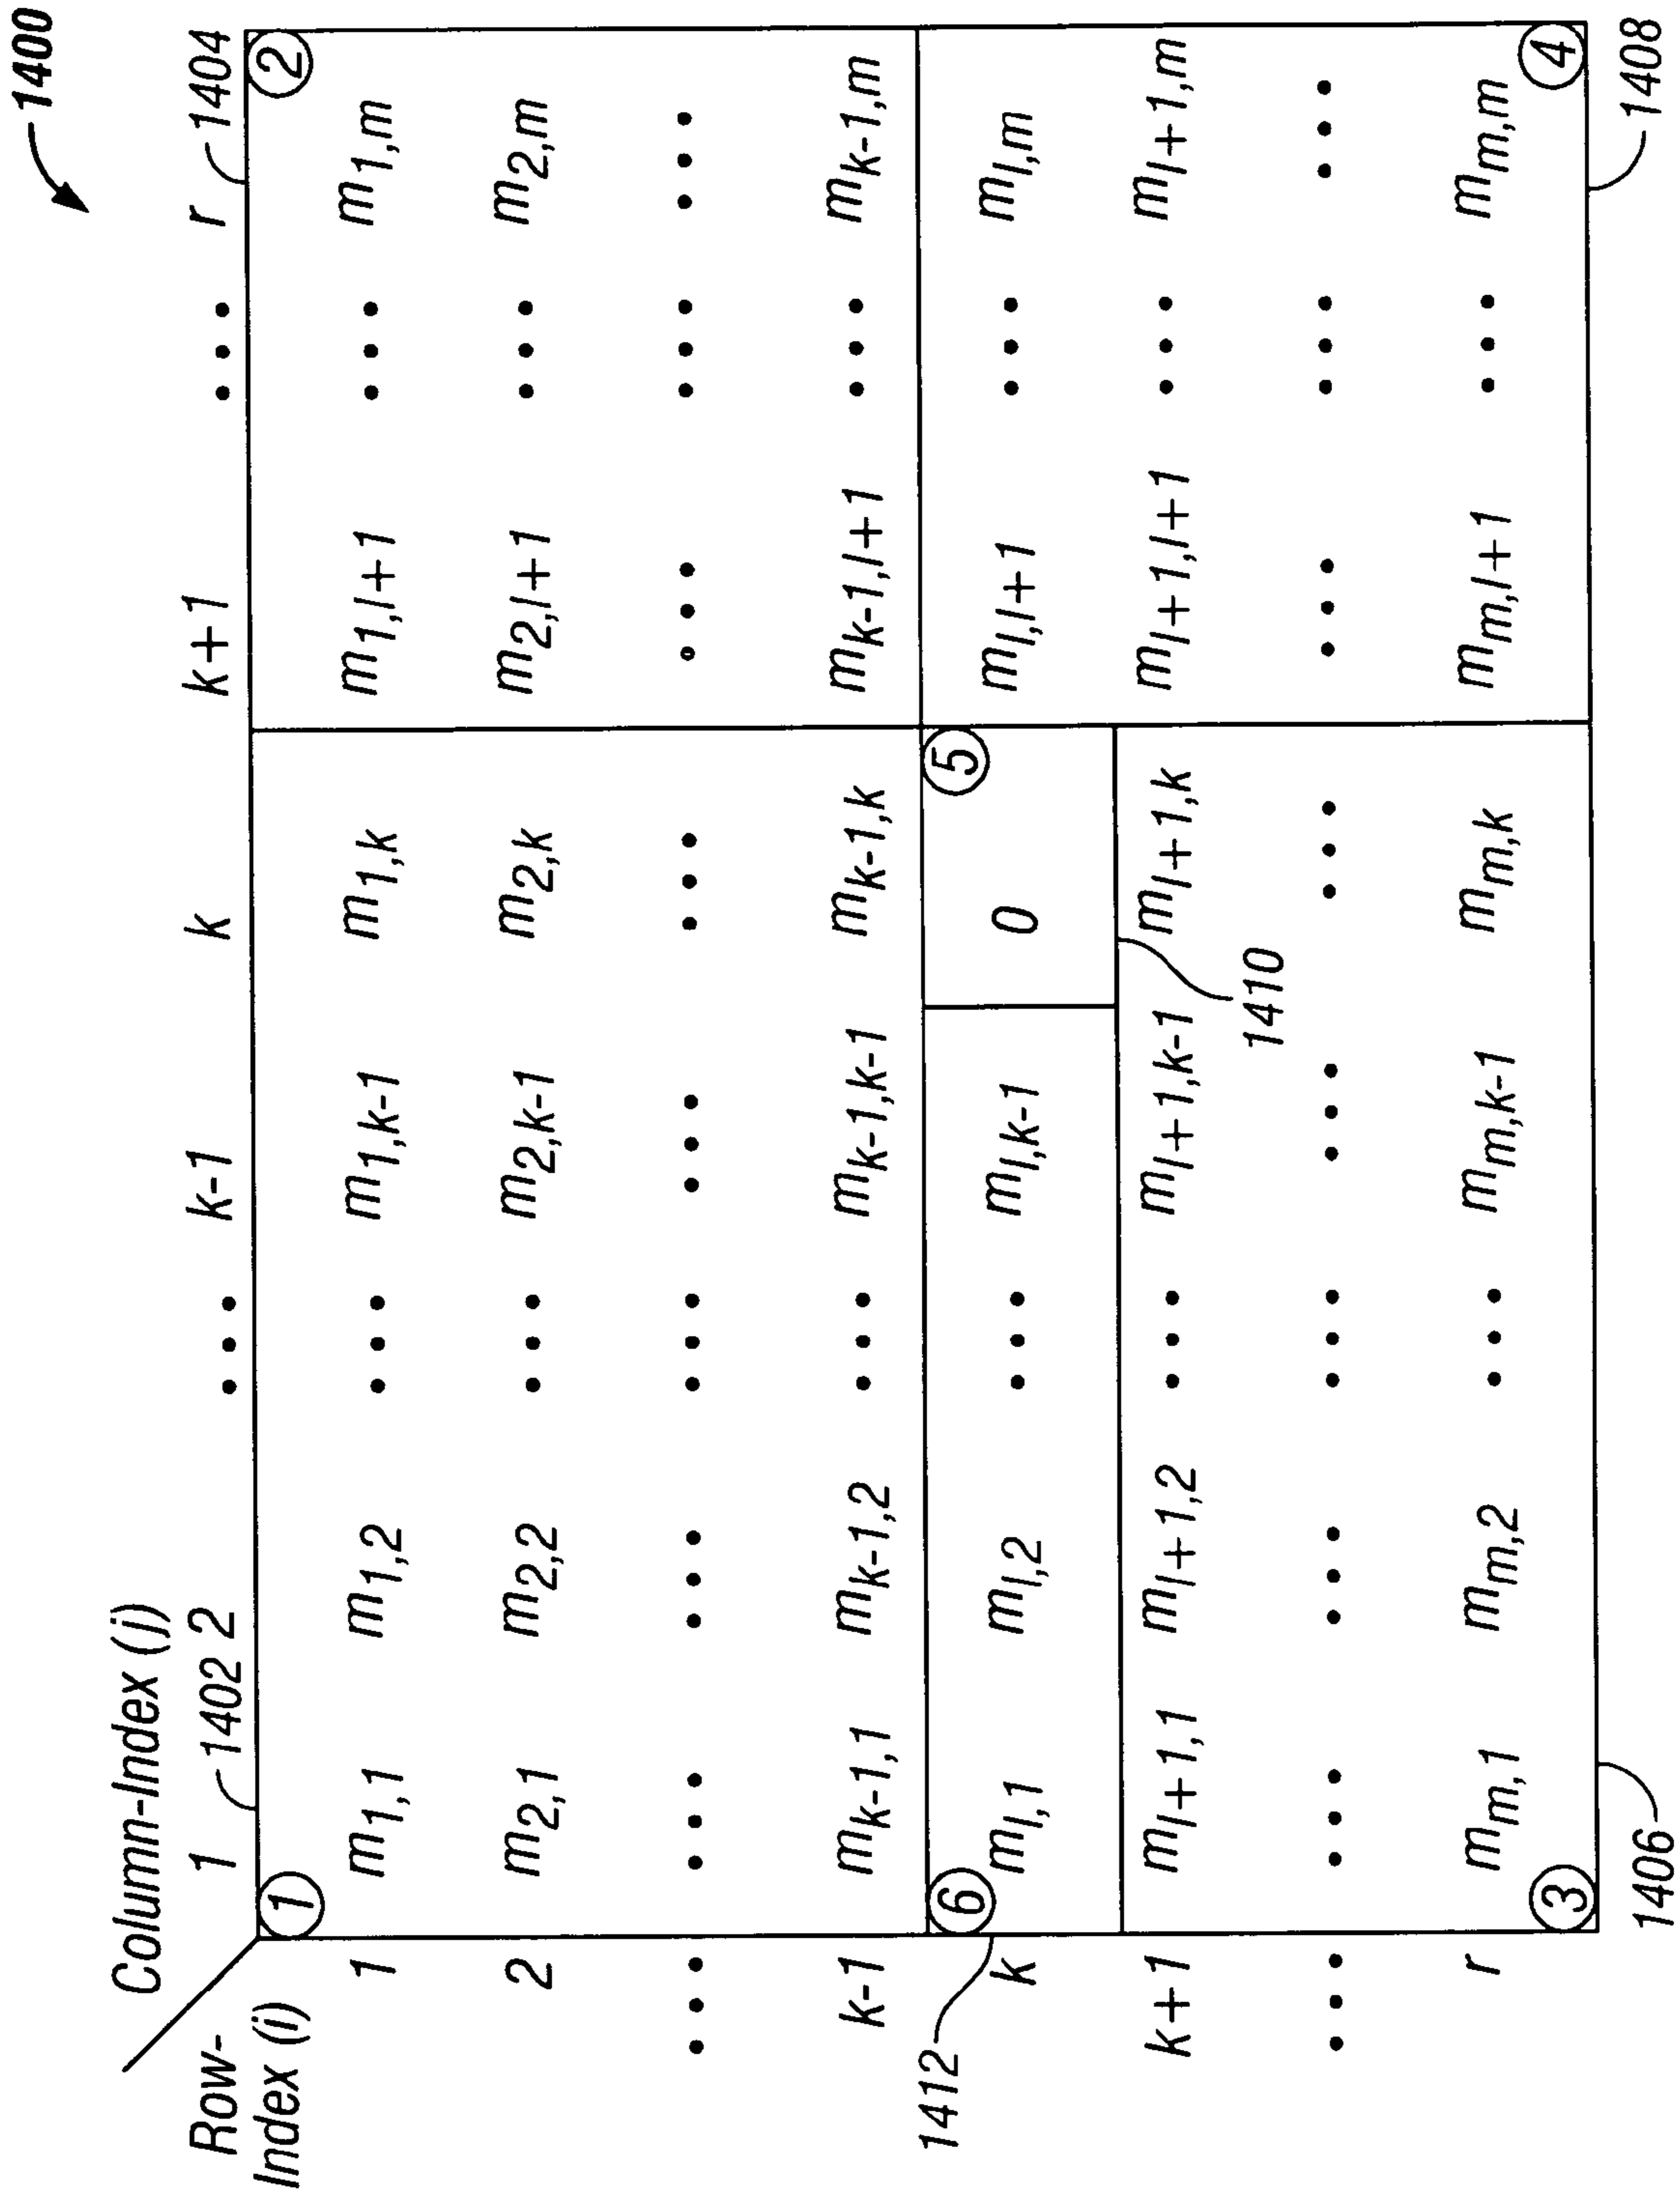 1400
Column-Index (j)
Row-Index (i)
1 1402 2 ••• k-1 k k+1 ••• r 1404
① ②
1 m1,1 m1,2 ••• m1,k-1 m1,k m1,l+1 ••• m1,m
2 m2,1 m2,2 ••• m2,k-1 m2,k m2,l+1 ••• m2,m
••• ••• ••• ••• ••• ••• ••• ••• •••
k-1 mk-1,1 mk-1,2 ••• mk-1,k-1 mk-1,k mk-1,l+1 ••• mk-1,m
⑥ ⑤
k ml,1 ml,2 ••• ml,k-1 0 ml,l+1 ••• ml,m
1412
k+1 ml+1,1 ml+1,2 ••• ml+1,k-1 ml+1,k ml+1,l+1 ••• ml+1,m
1410
••• ••• ••• ••• ••• ••• ••• ••• •••
r mm,1 mm,2 ••• mm,k-1 mm,k mm,l+1 ••• mm,m
③ ④
1406 1408